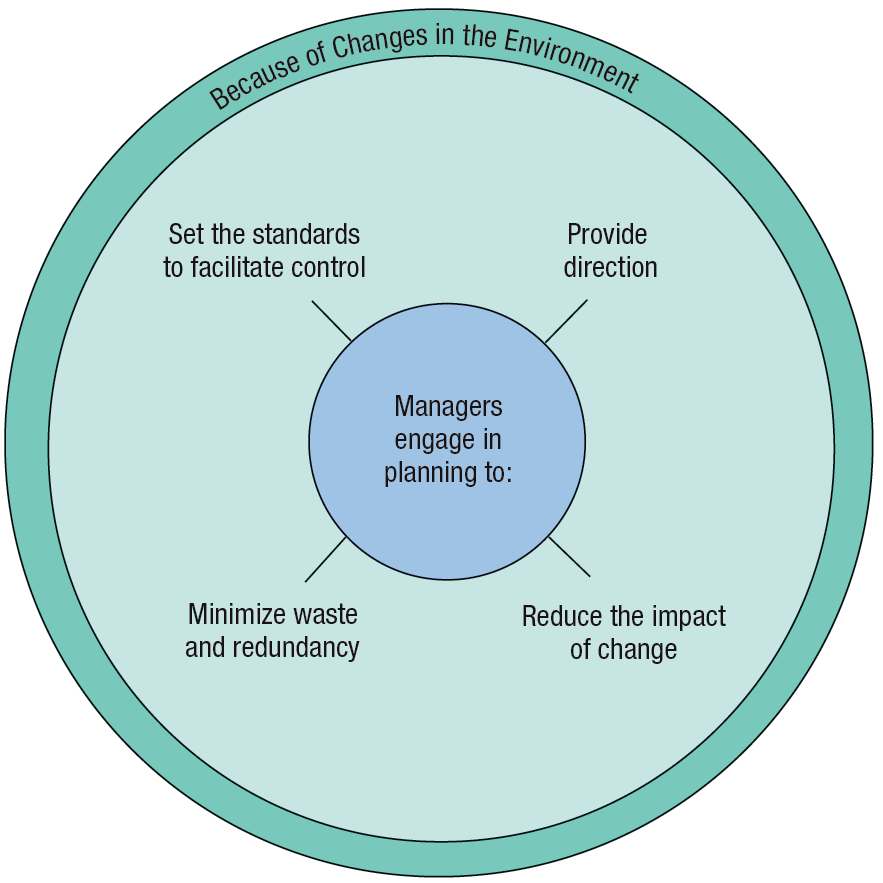 Because of Changes in the Environment
Set the standards
to facilitate control
Provide
direction
Managers
engage in
planning to:
Minimize waste
and redundancy
Reduce the impact
of change